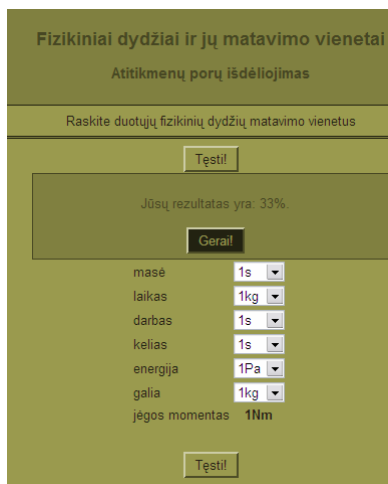 Fizikiniai dydžiai ir jų matavimo vienetai
Atitikmenų porų išdėliojimas
Raskite duotųjų fizikinių dydžių matavimo vienetus
Tęsti!
Jūsų rezultatas yra: 33%.
Gerai!
masė 1s
laikas 1kg
darbas 1s
kelias 1s
energija 1Pa
galia 1kg
jėgos momentas 1Nm
Tęsti!